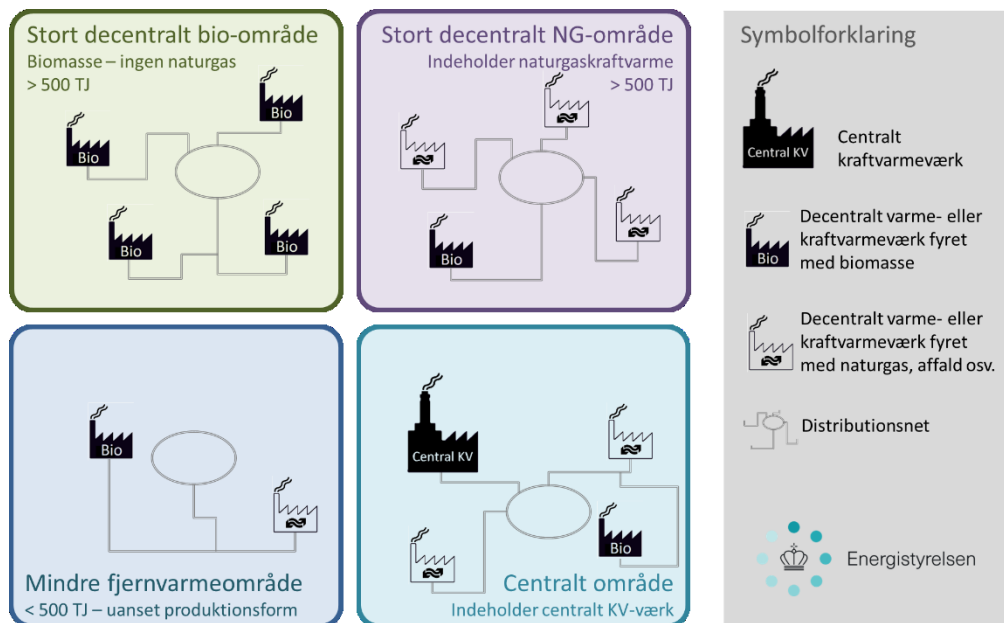 Stort decentralt bio-område
Biomasse – ingen naturgas
> 500 TJ
Bio
Bio
Bio
Bio
Stort decentralt NG-område
Indeholder naturgaskraftvarme
> 500 TJ
Bio
Bio
Mindre fjernvarmeområde
< 500 TJ – uanset produktionsform
Central KV
Bio
Centralt område
Indeholder centralt KV-værk
Symbolforklaring
Central KV
Centralt
kraftvarmeværk
Bio
Decentralt varme- eller
kraftvarmeværk fyret
med biomasse
Decentralt varme- eller
kraftvarmeværk fyret
med naturgas, affald osv.
Distributionsnet
Energistyrelsen